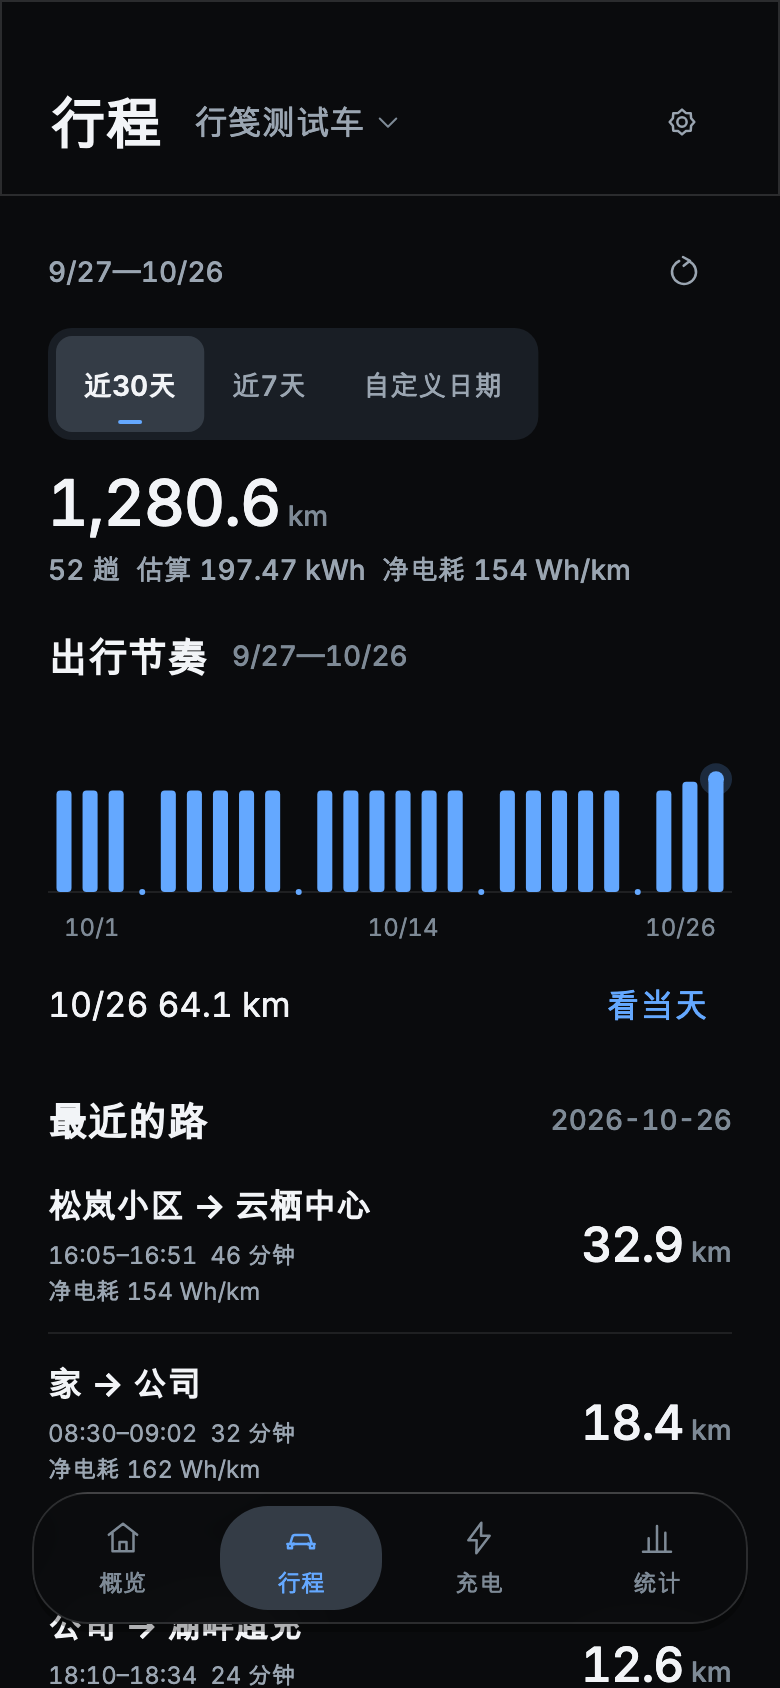 行程 行笺测试车
9/27—10/26
近30天 近7天 自定义日期
1,280.6 km
52 趟 估算 197.47 kWh 净电耗 154 Wh/km
出行节奏 9/27—10/26
10/1 10/14 10/26
10/26 64.1 km 看当天
最近的路 2026-10-26
松岚小区 → 云栖中心
16:05–16:51 46 分钟
净电耗 154 Wh/km
32.9 km
家 → 公司
08:30–09:02 32 分钟
净电耗 162 Wh/km
18.4 km
概览 行程 充电 统计
公司 → 湖畔超充
18:10–18:34 24 分钟
12.6 km